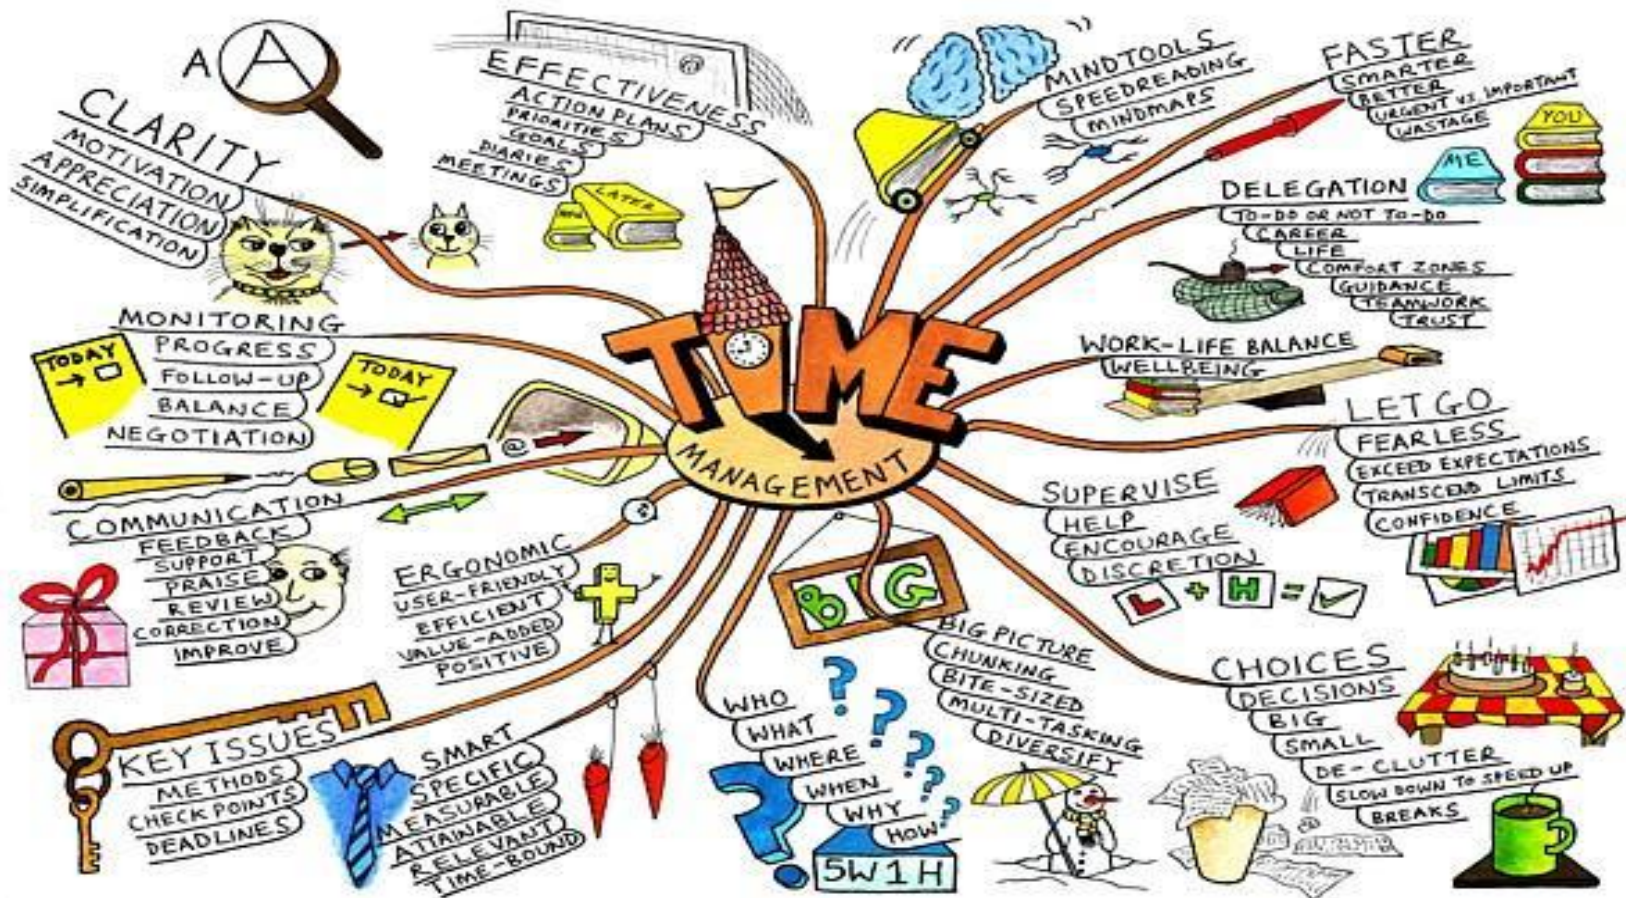 TIME
MANAGEMENT
A
A
CLARITY
MOTIVATION
APPRECIATION
SIMPLIFICATION
EFFECTIVENESS
ACTION PLANS
PRIORITIES
GOALS
DIARIES
MEETINGS
LATER
MINDTOOLS
SPEEDREADING
MINDMAPS
FASTER
SMARTER
BETTER
URGENT VS IMPORTANT
WASTAGE
YOU
ME
DELEGATION
TO-DO OR NOT TO-DO
CAREER
LIFE
COMFORT ZONES
GUIDANCE
TEAMWORK
TRUST
WORK-LIFE BALANCE
WELLBEING
LET GO
FEARLESS
EXCEED EXPECTATIONS
TRANSCEND LIMITS
CONFIDENCE
SUPERVISE
HELP
ENCOURAGE
DISCRETION
L + H =
CHOICES
DECISIONS
BIG
SMALL
DE-CLUTTER
SLOW DOWN TO SPEED UP
BREAKS
BIG
BIG PICTURE
CHUNKING
BITE-SIZED
MULTI-TASKING
DIVERSIFY
WHO
WHAT
WHERE
WHEN
WHY
HOW
? ? ? ? ? ?
5W1H
SMART
SPECIFIC
MEASURABLE
ATTAINABLE
RELEVANT
TIME-BOUND
KEY ISSUES
METHODS
CHECKPOINTS
DEADLINES
ERGONOMIC
USER-FRIENDLY
EFFICIENT
VALUE-ADDED
POSITIVE
COMMUNICATION
FEEDBACK
SUPPORT
PRAISE
REVIEW
CORRECTION
IMPROVE
@
MONITORING
PROGRESS
FOLLOW-UP
BALANCE
NEGOTIATION
TODAY
TODAY